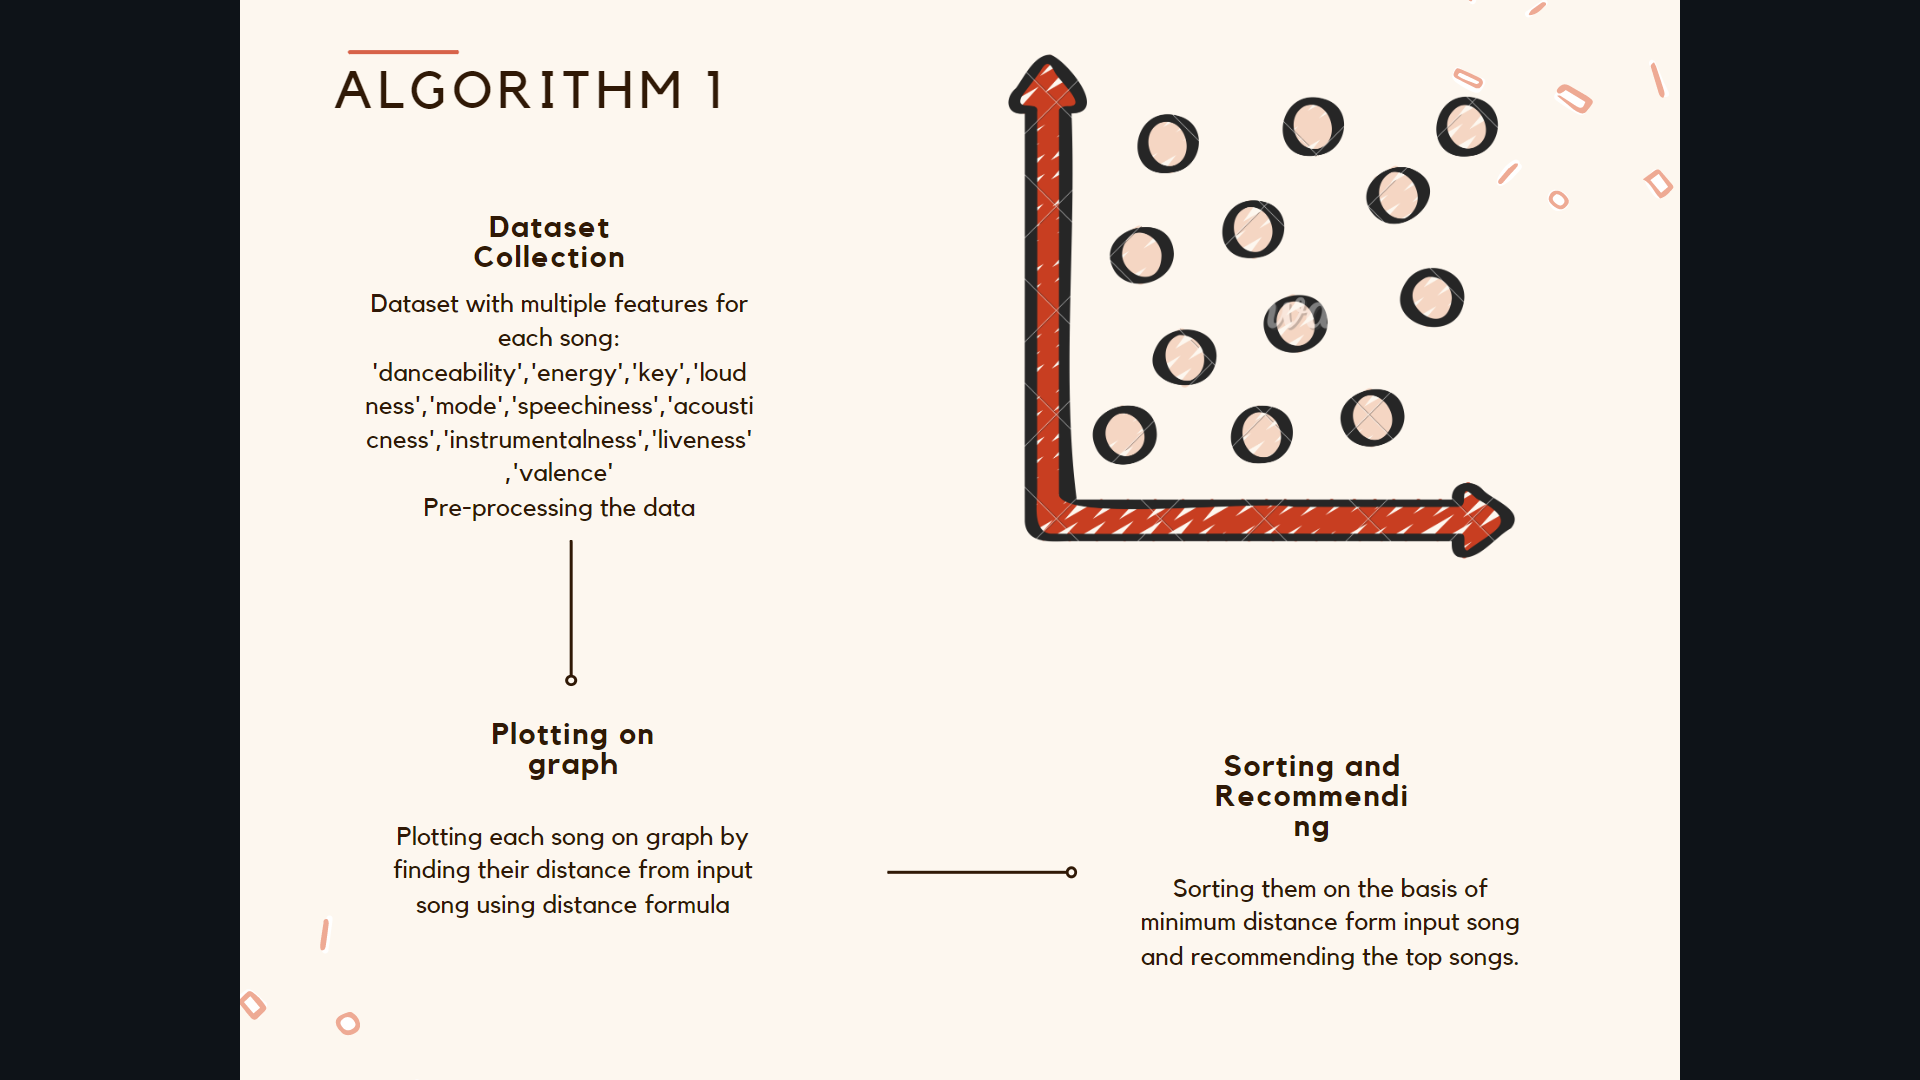 ALGORITHM 1
Dataset
Collection
Dataset with multiple features for
each song:
'danceability','energy','key','loud
ness','mode','speechiness','acousti
cness','instrumentalness','liveness'
,'valence'
Pre-processing the data
Plotting on
graph
Plotting each song on graph by
finding their distance from input
song using distance formula
Sorting and
Recommendi
ng
Sorting them on the basis of
minimum distance form input song
and recommending the top songs.